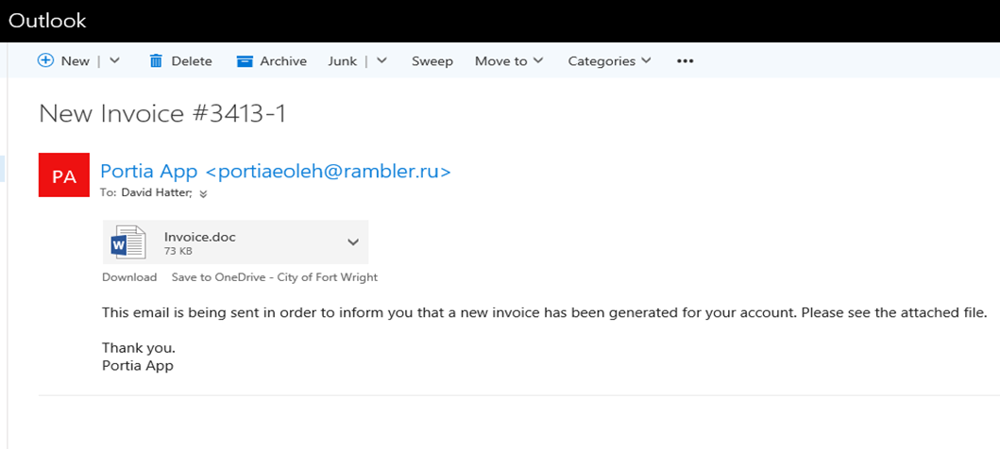 Outlook
New | Delete Archive Junk | Sweep Move to Categories •••
New Invoice #3413-1
PA
Portia App <portiaeoleh@rambler.ru>
To: David Hatter;
W
Invoice.doc
73 KB
Download Save to OneDrive - City of Fort Wright
This email is being sent in order to inform you that a new invoice has been generated for your account. Please see the attached file.
Thank you.
Portia App